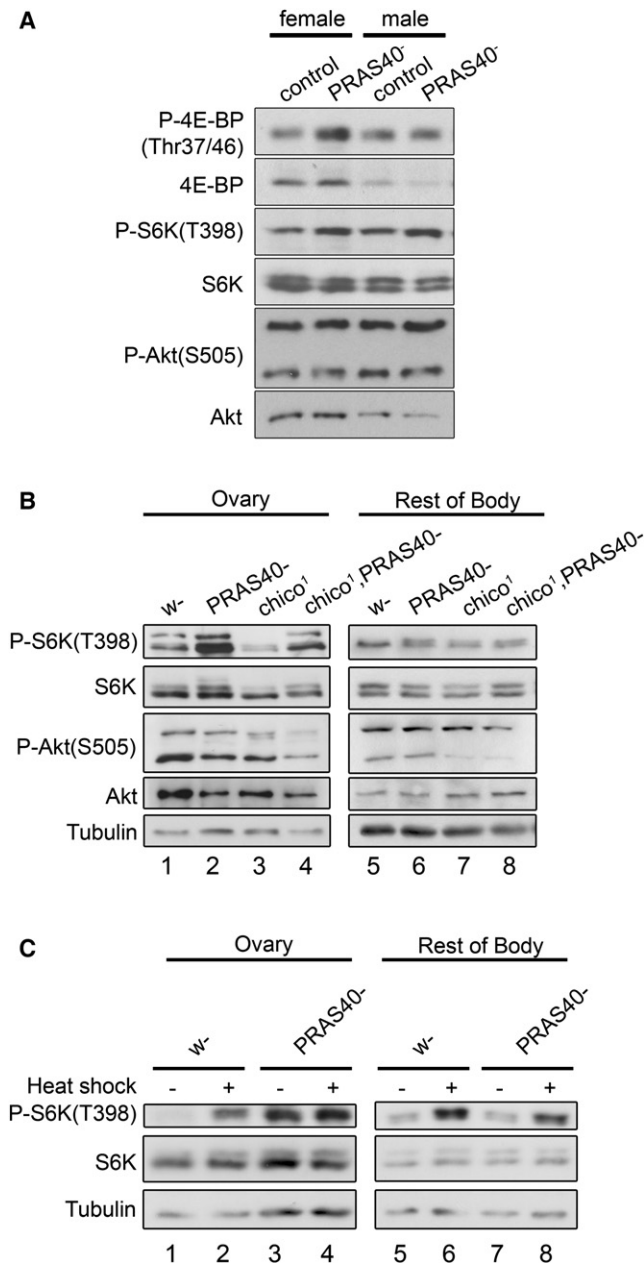 A
female male
control PRAS40- control PRAS40-
P-4E-BP
(Thr37/46)
4E-BP
P-S6K(T398)
S6K
P-Akt(S505)
Akt
B
Ovary Rest of Body
w- PRAS40- chico¹ chico¹,PRAS40- w- PRAS40- chico¹ chico¹,PRAS40-
P-S6K(T398)
S6K
P-Akt(S505)
Akt
Tubulin
1 2 3 4 5 6 7 8
C
Ovary Rest of Body
w- PRAS40- w- PRAS40-
Heat shock - + - + - + - +
P-S6K(T398)
S6K
Tubulin
1 2 3 4 5 6 7 8